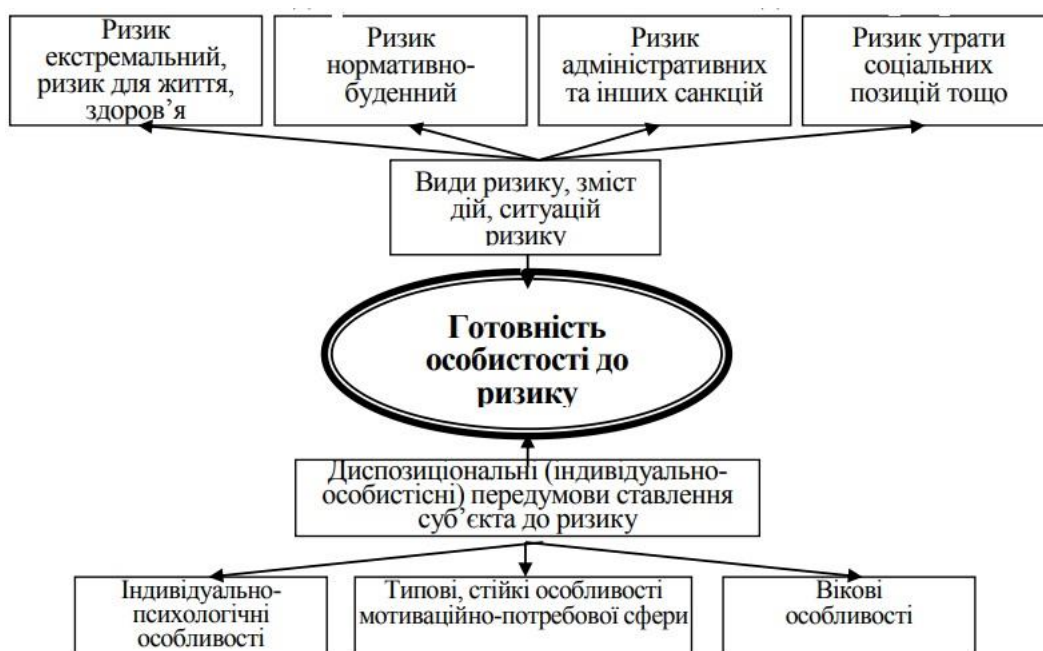 Ризик
екстремальний,
ризик для життя,
здоров’я
Ризик
нормативно-
буденний
Ризик
адміністративних
та інших санкцій
Ризик утрати
соціальних
позицій тощо
Види ризику, зміст
дій, ситуацій
ризику
Готовність
особистості до
ризику
Диспозиціональні (індивідуально-
особистісні) передумови ставлення
суб’єкта до ризику
Індивідуально-
психологічні
особливості
Типові, стійкі особливості
мотиваційно-потребової сфери
Вікові
особливості